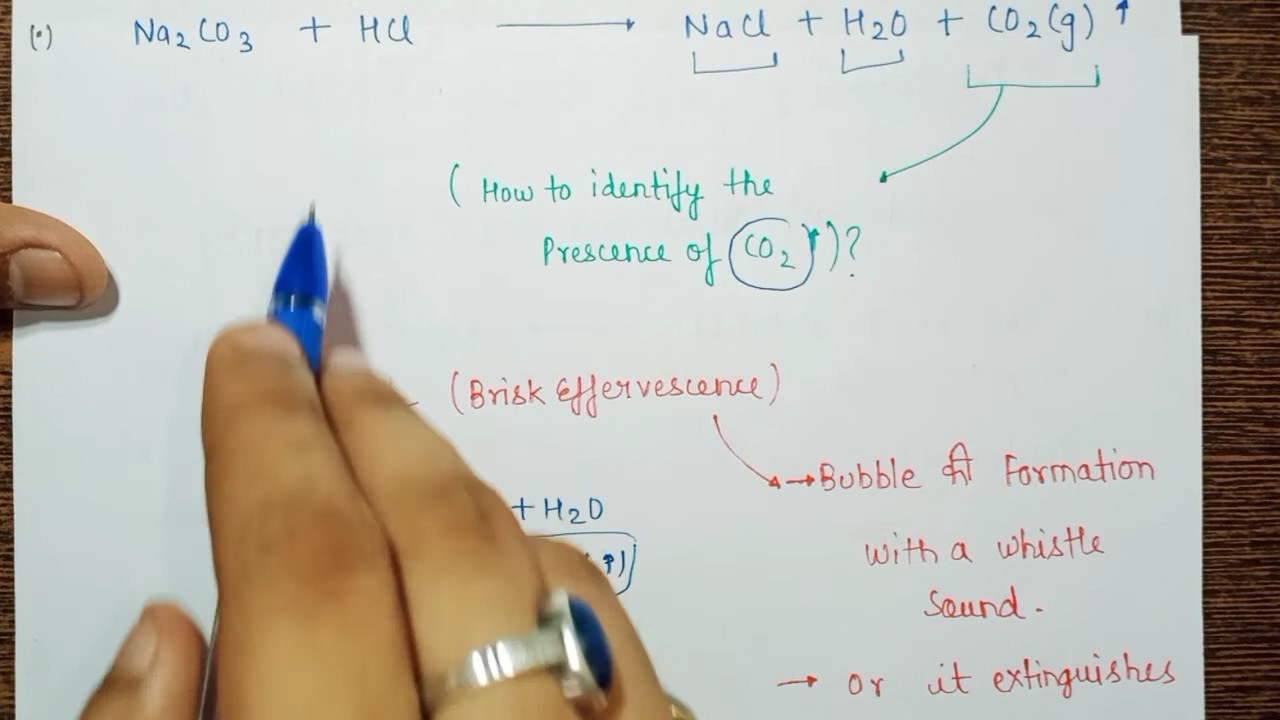 (•) Na₂CO₃ + HCl ⟶ NaCl + H₂O + CO₂(g) ↑
( How to identify the
Prescence of CO₂ ↑ )?
(Brisk Effervescence)
→ Bubble की Formation
with a whistle
Sound.
+ H₂O
↑)
→ or it extinguishes